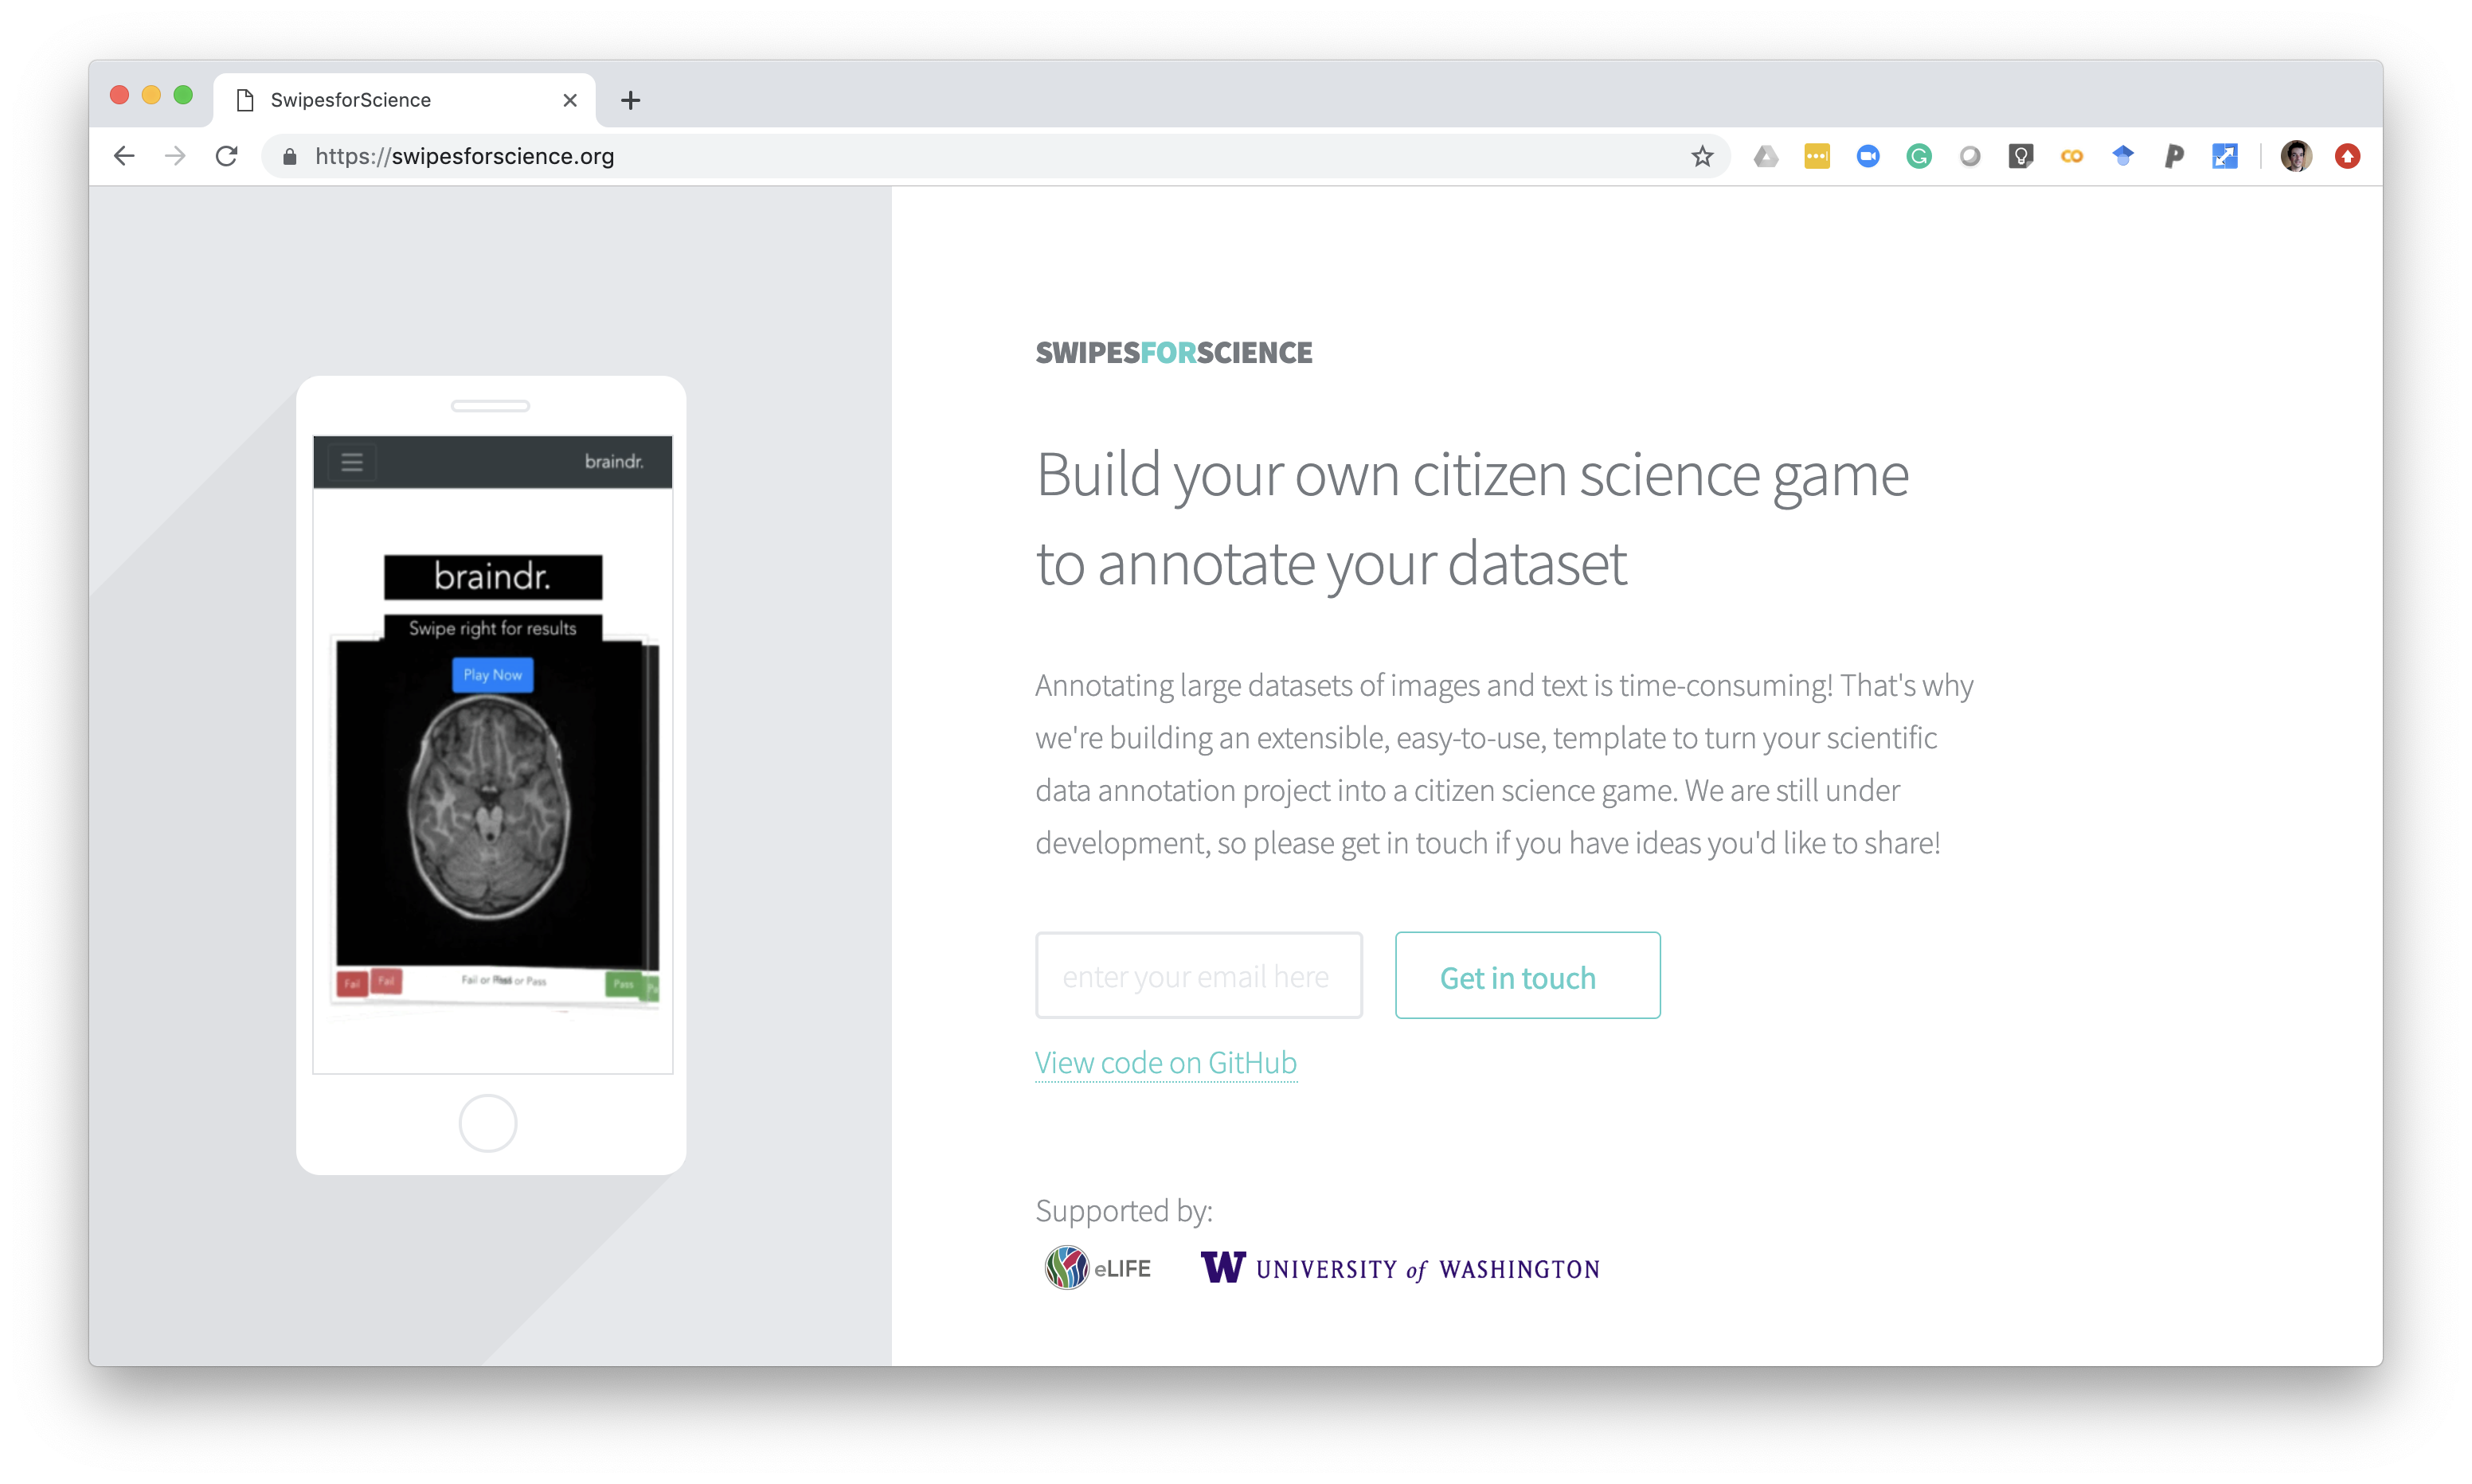 SwipesforScience
https://swipesforscience.org
braindr.
braindr.
Swipe right for results
Play Now
Fail
Fail
Fail or
or Pass
Pass
SWIPESFORSCIENCE
Build your own citizen science game
to annotate your dataset
Annotating large datasets of images and text is time-consuming! That's why
we're building an extensible, easy-to-use, template to turn your scientific
data annotation project into a citizen science game. We are still under
development, so please get in touch if you have ideas you'd like to share!
enter your email here
Get in touch
View code on GitHub
Supported by:
eLIFE
W UNIVERSITY of WASHINGTON